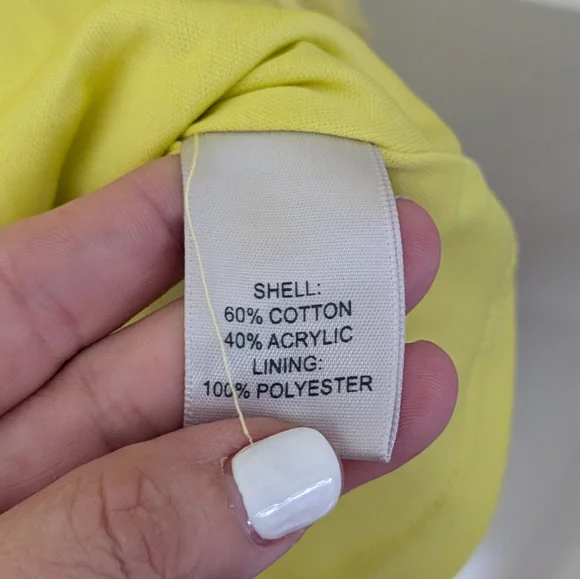 SHELL:
60% COTTON
40% ACRYLIC
LINING:
100% POLYESTER